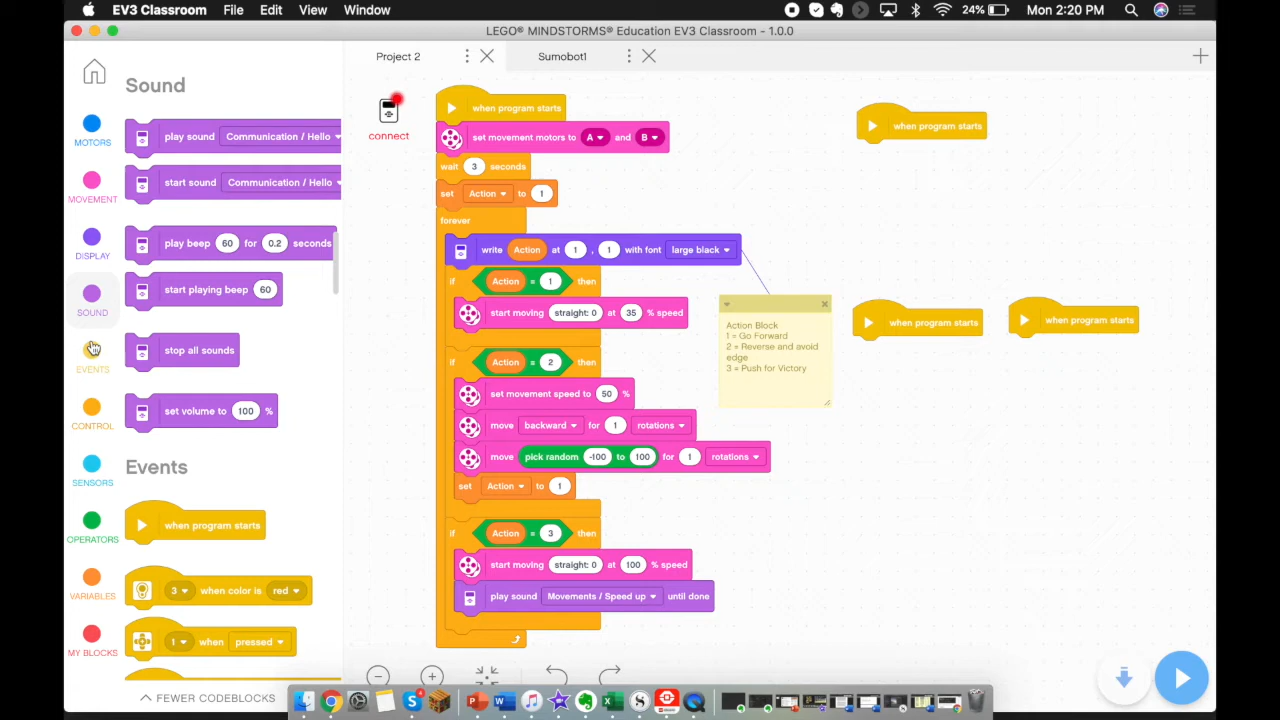 EV3 Classroom File Edit View Window
24% Mon 2:20 PM
LEGO® MINDSTORMS® Education EV3 Classroom - 1.0.0
Project 2
Sumobot1
connect
MOTORS
MOVEMENT
DISPLAY
SOUND
EVENTS
CONTROL
SENSORS
OPERATORS
VARIABLES
MY BLOCKS
Sound
play sound Communication / Hello
start sound Communication / Hello
play beep 60 for 0.2 seconds
start playing beep 60
stop all sounds
set volume to 100 %
Events
when program starts
3 when color is red
1 when pressed
FEWER CODEBLOCKS
when program starts
set movement motors to A and B
wait 3 seconds
set Action to 1
forever
write Action at 1 , 1 with font large black
if Action = 1 then
start moving straight: 0 at 35 % speed
if Action = 2 then
set movement speed to 50 %
move backward for 1 rotations
move pick random -100 to 100 for 1 rotations
set Action to 1
if Action = 3 then
start moving straight: 0 at 100 % speed
play sound Movements / Speed up until done
Action Block
1 = Go Forward
2 = Reverse and avoid
edge
3 = Push for Victory
when program starts
when program starts
when program starts